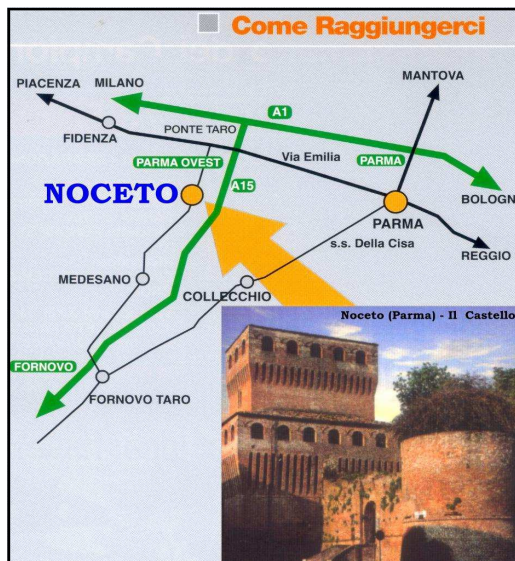 Come Raggiungerci
MANTOVA
PIACENZA
MILANO
A1
FIDENZA
PONTE TARO
PARMA OVEST
Via Emilia
PARMA
NOCETO
A15
BOLOGN
PARMA
s.s. Della Cisa
REGGIO
MEDESANO
COLLECCHIO
Noceto (Parma) - Il Castello
FORNOVO
FORNOVO TARO